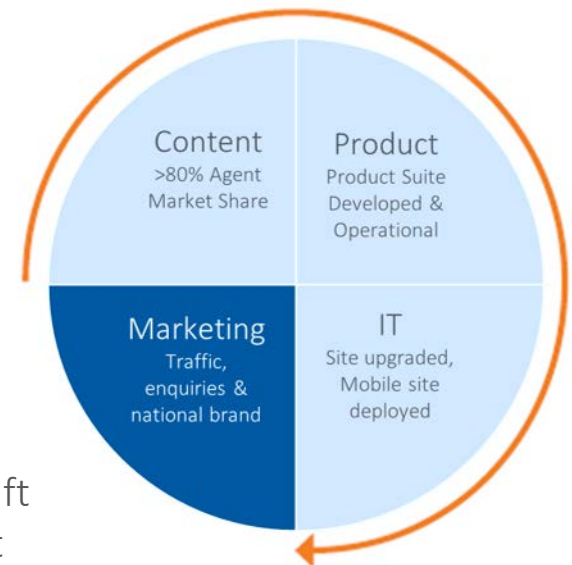 Content
>80% Agent
Market Share
Product
Product Suite
Developed &
Operational
Marketing
Traffic,
enquiries &
national brand
IT
Site upgraded,
Mobile site
deployed
ft
t